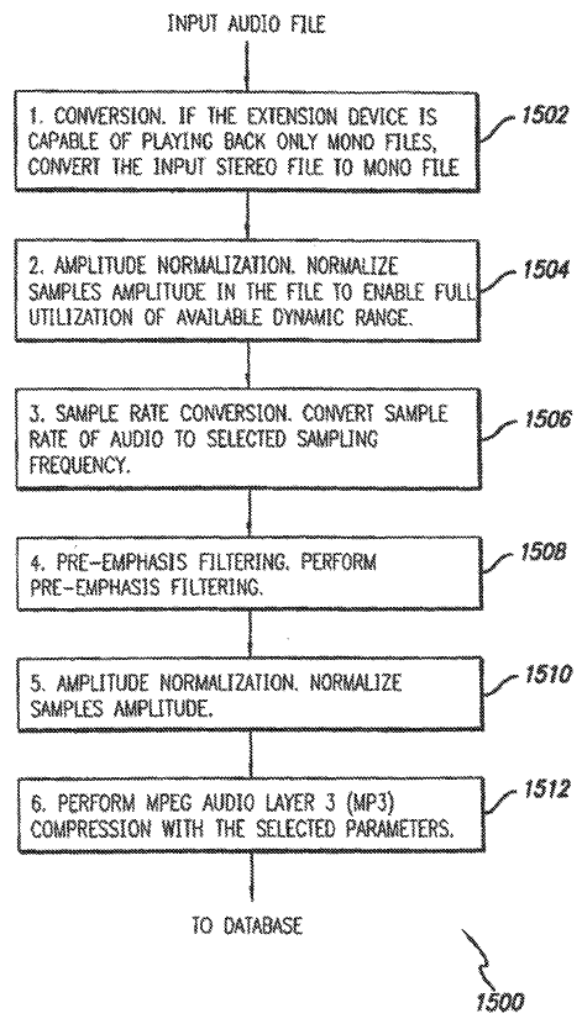 INPUT AUDIO FILE
1. CONVERSION. IF THE EXTENSION DEVICE IS
CAPABLE OF PLAYING BACK ONLY MONO FILES,
CONVERT THE INPUT STEREO FILE TO MONO FILE
1502
2. AMPLITUDE NORMALIZATION. NORMALIZE
SAMPLES AMPLITUDE IN THE FILE TO ENABLE FULL
UTILIZATION OF AVAILABLE DYNAMIC RANGE.
1504
3. SAMPLE RATE CONVERSION. CONVERT SAMPLE
RATE OF AUDIO TO SELECTED SAMPLING
FREQUENCY.
1506
4. PRE-EMPHASIS FILTERING. PERFORM
PRE-EMPHASIS FILTERING.
1508
5. AMPLITUDE NORMALIZATION. NORMALIZE
SAMPLES AMPLITUDE.
1510
6. PERFORM MPEG AUDIO LAYER 3 (MP3)
COMPRESSION WITH THE SELECTED PARAMETERS.
1512
TO DATABASE
1500